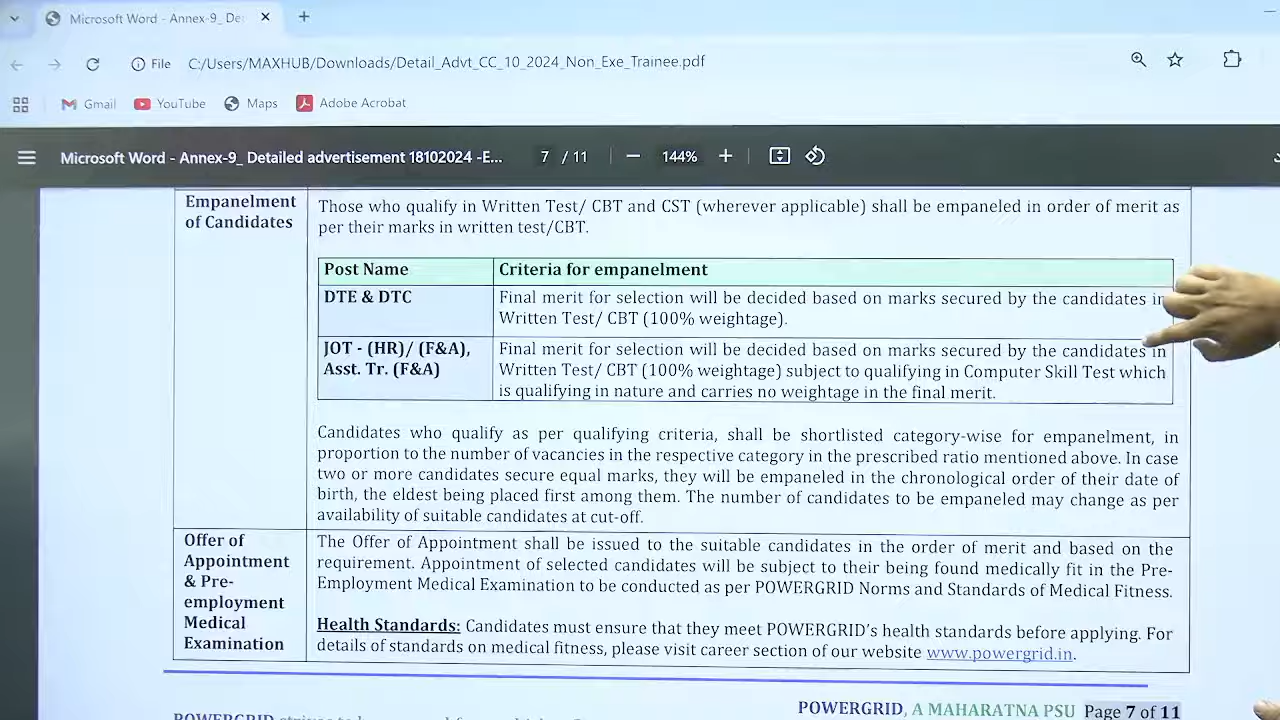 Microsoft Word - Annex-9_ De
File C:/Users/MAXHUB/Downloads/Detail_Advt_CC_10_2024_Non_Exe_Trainee.pdf
Gmail YouTube Maps Adobe Acrobat
Microsoft Word - Annex-9_ Detailed advertisement 18102024 -E... 7 / 11 144%
Empanelment
of Candidates
Those who qualify in Written Test/ CBT and CST (wherever applicable) shall be empaneled in order of merit as
per their marks in written test/CBT.
Post Name Criteria for empanelment
DTE & DTC
Final merit for selection will be decided based on marks secured by the candidates in
Written Test/ CBT (100% weightage).
JOT - (HR)/ (F&A),
Asst. Tr. (F&A)
Final merit for selection will be decided based on marks secured by the candidates in
Written Test/ CBT (100% weightage) subject to qualifying in Computer Skill Test which
is qualifying in nature and carries no weightage in the final merit.
Candidates who qualify as per qualifying criteria, shall be shortlisted category-wise for empanelment, in
proportion to the number of vacancies in the respective category in the prescribed ratio mentioned above. In case
two or more candidates secure equal marks, they will be empaneled in the chronological order of their date of
birth, the eldest being placed first among them. The number of candidates to be empaneled may change as per
availability of suitable candidates at cut-off.
Offer of
Appointment
& Pre-
employment
Medical
Examination
The Offer of Appointment shall be issued to the suitable candidates in the order of merit and based on the
requirement. Appointment of selected candidates will be subject to their being found medically fit in the Pre-
Employment Medical Examination to be conducted as per POWERGRID Norms and Standards of Medical Fitness.
Health Standards: Candidates must ensure that they meet POWERGRID's health standards before applying. For
details of standards on medical fitness, please visit career section of our website www.powergrid.in.
POWERGRID, A MAHARATNA PSU Page 7 of 11
POWERGRID strives to